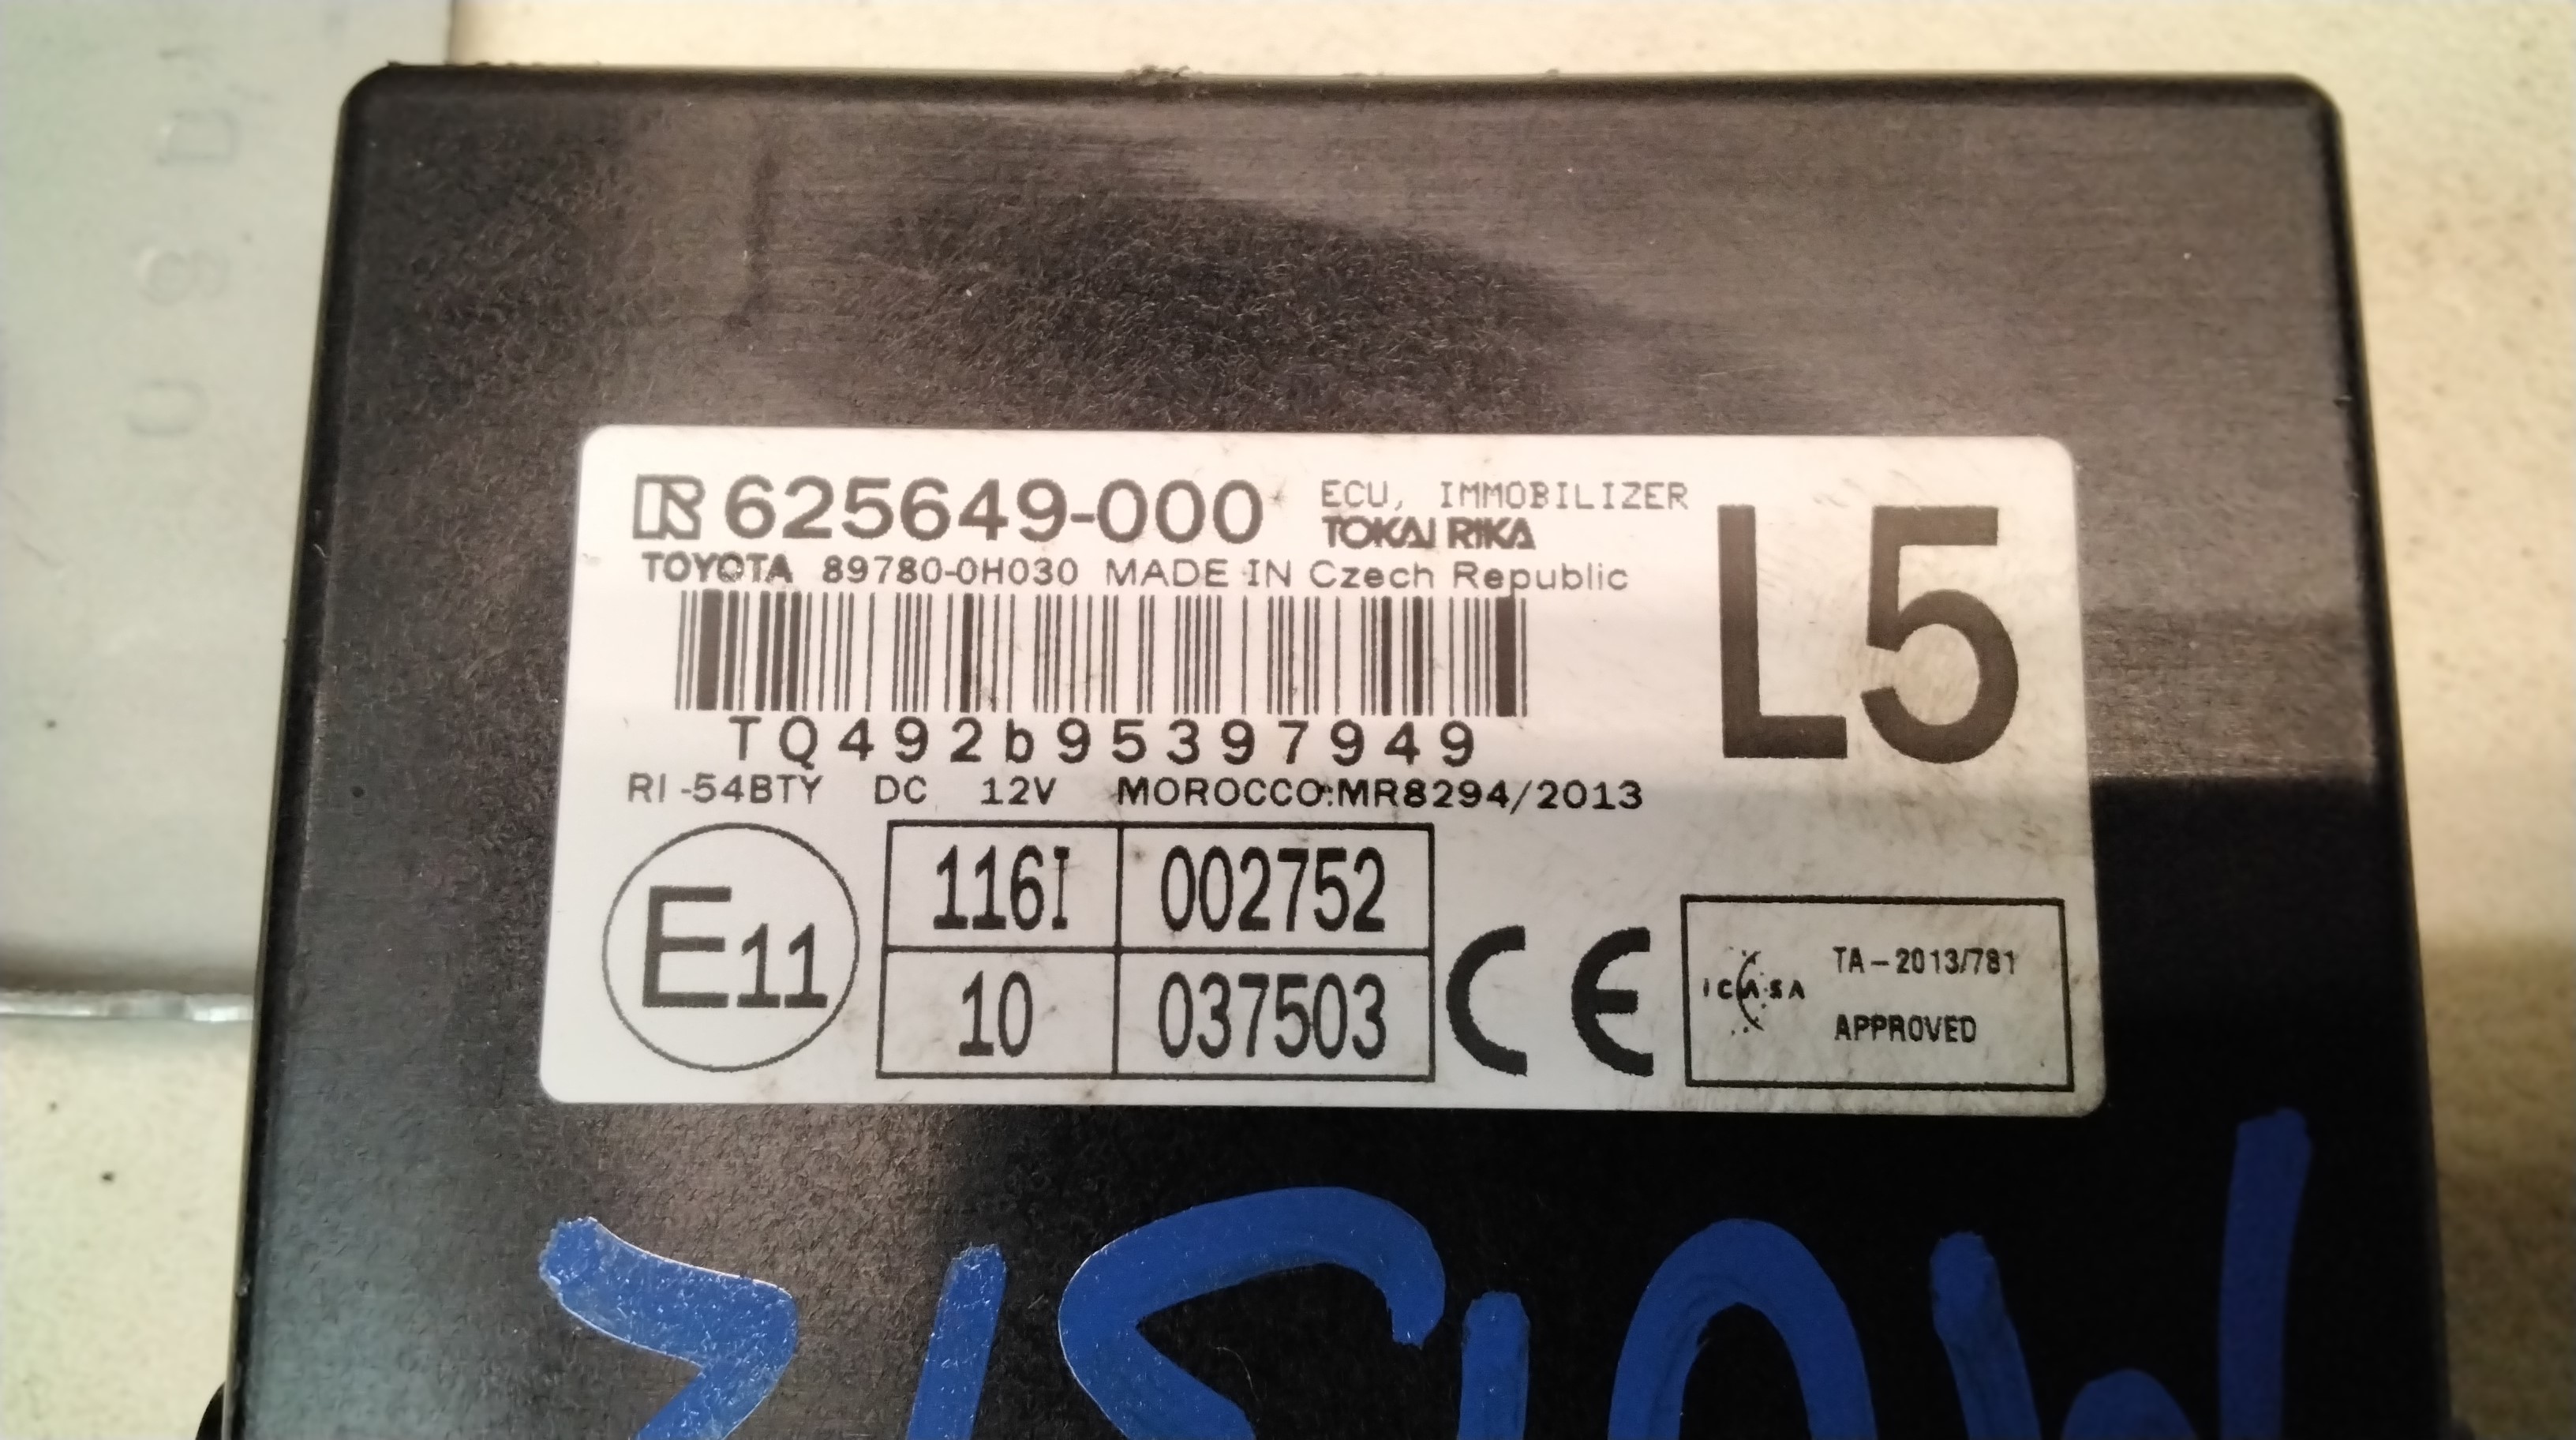 625649-000 ECU, IMMOBILIZER
TOKAI RIKA
L5
TOYOTA 89780-0H030 MADE IN Czech Republic
TQ492b95397949
RI-54BTY DC 12V MOROCCO:MR8294/2013
E11
116I 002752
10 037503
CE
ICASA
TA-2013/781
APPROVED